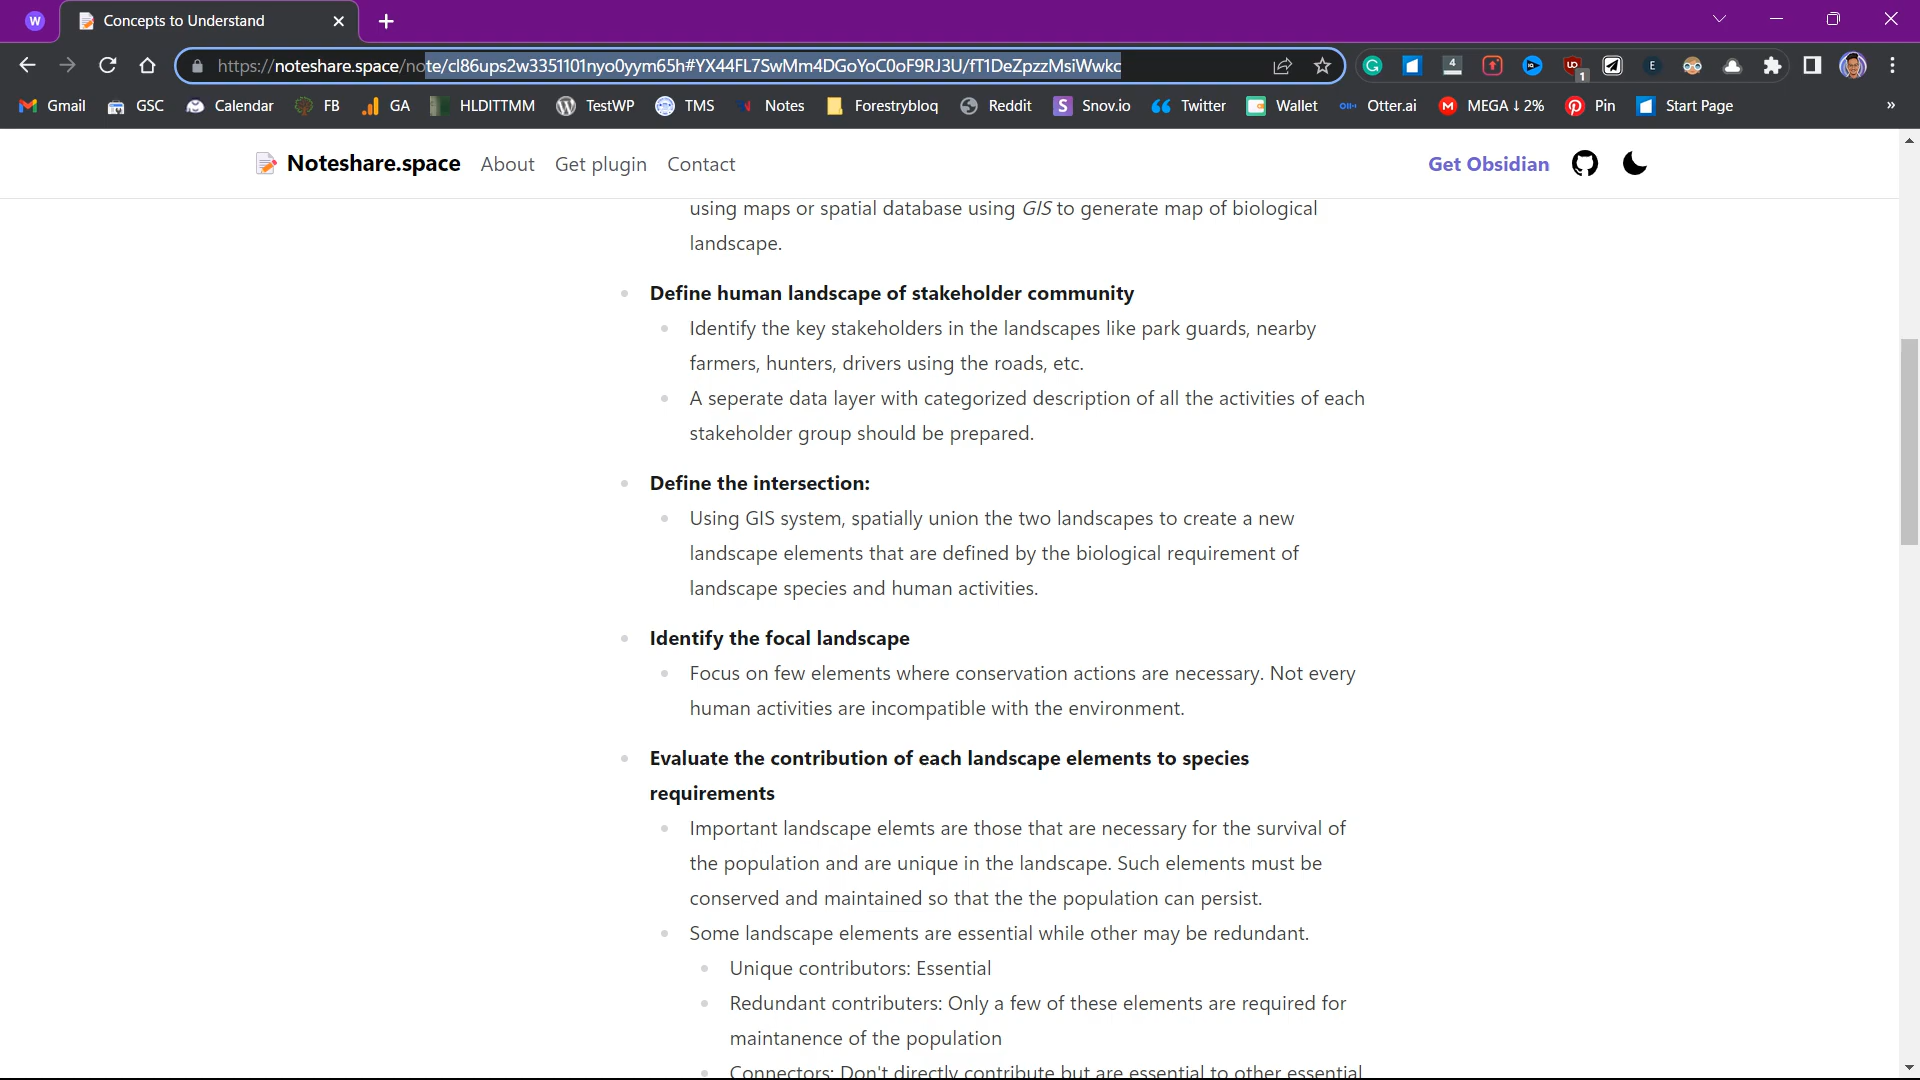 W Concepts to Understand
https://noteshare.space/note/cl86ups2w3351101nyo0yym65h#YX44FL7SwMm4DGoYoC0oF9RJ3U/fT1DeZpzzMsiWwkc
4 1 E
Gmail GSC Calendar FB GA HLDITTMM TestWP TMS Notes Forestrybloq Reddit Snov.io Twitter Wallet Otter.ai MEGA ↓ 2% Pin Start Page »
Noteshare.space About Get plugin Contact Get Obsidian
using maps or spatial database using GIS to generate map of biological
landscape.
Define human landscape of stakeholder community
Identify the key stakeholders in the landscapes like park guards, nearby
farmers, hunters, drivers using the roads, etc.
A seperate data layer with categorized description of all the activities of each
stakeholder group should be prepared.
Define the intersection:
Using GIS system, spatially union the two landscapes to create a new
landscape elements that are defined by the biological requirement of
landscape species and human activities.
Identify the focal landscape
Focus on few elements where conservation actions are necessary. Not every
human activities are incompatible with the environment.
Evaluate the contribution of each landscape elements to species
requirements
Important landscape elemts are those that are necessary for the survival of
the population and are unique in the landscape. Such elements must be
conserved and maintained so that the the population can persist.
Some landscape elements are essential while other may be redundant.
Unique contributors: Essential
Redundant contributers: Only a few of these elements are required for
maintanence of the population
Connectors: Don't directly contribute but are essential to other essential